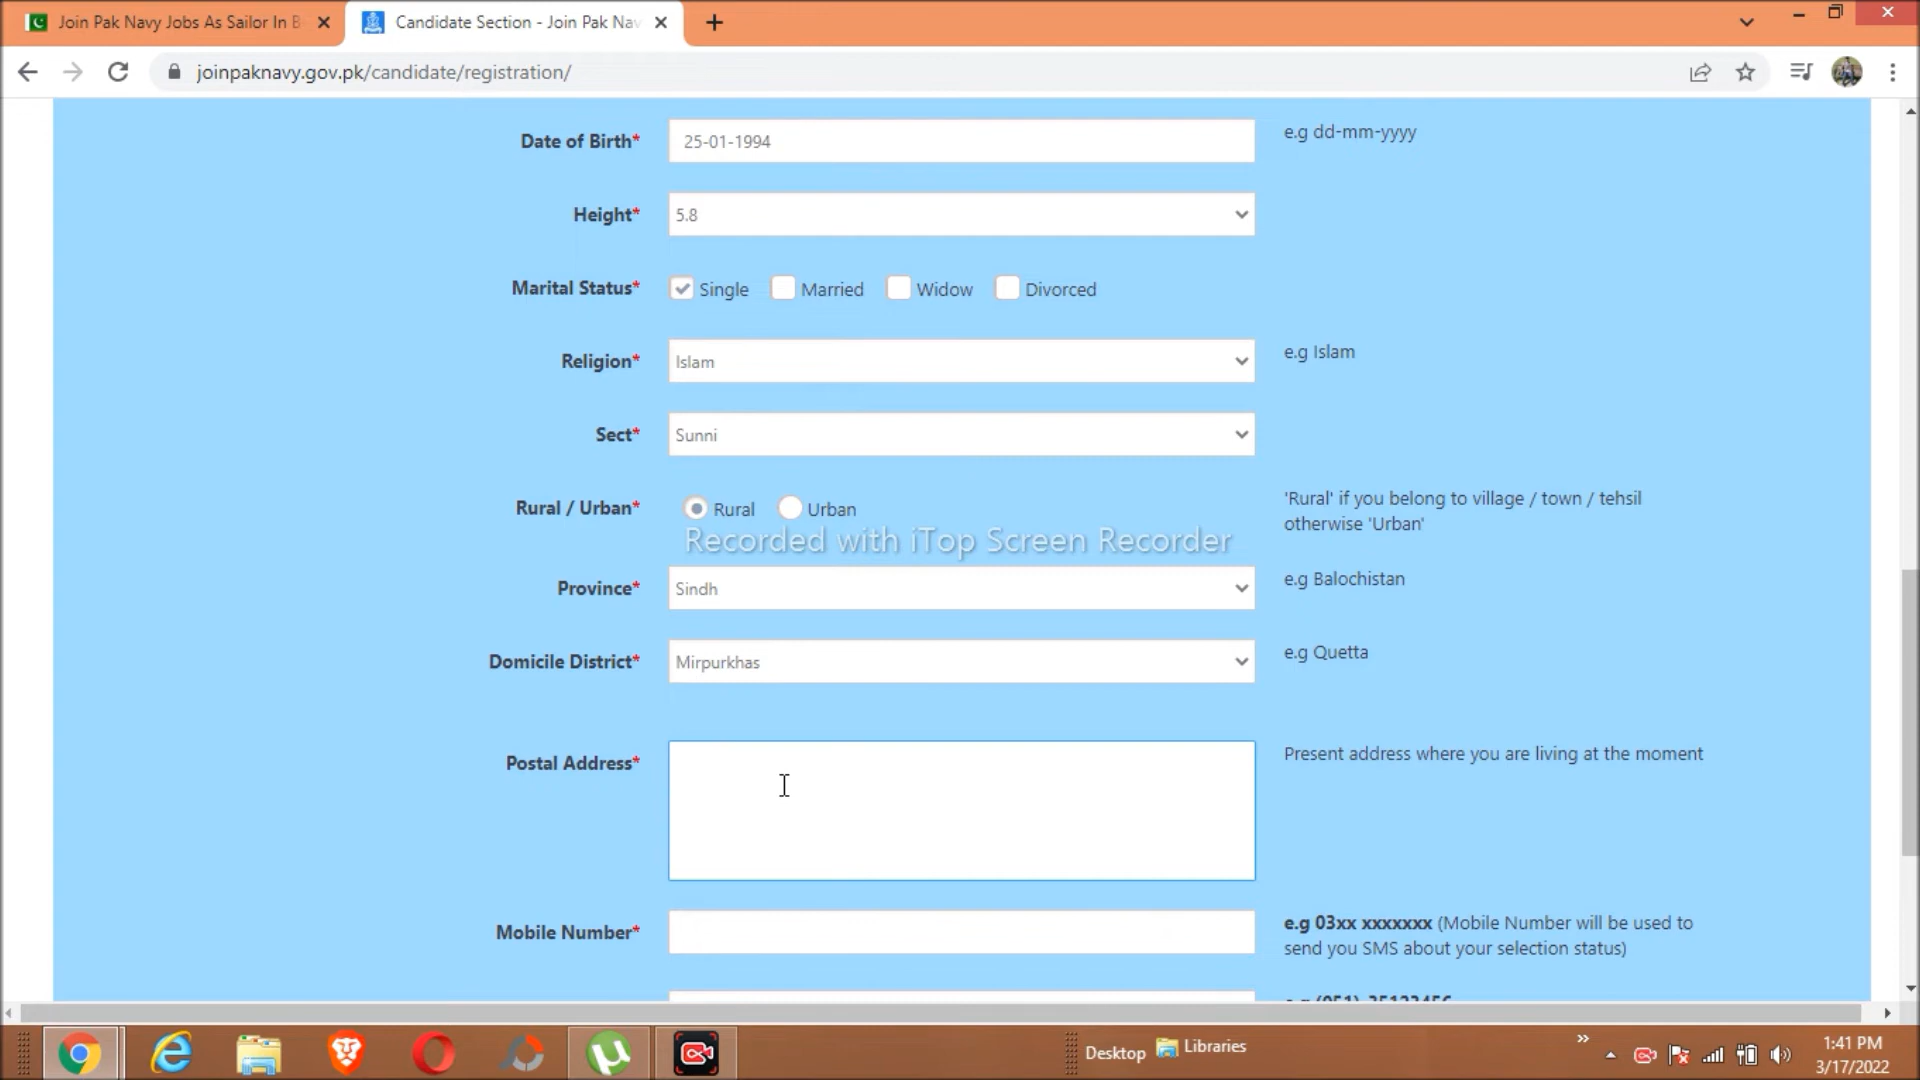 Join Pak Navy Jobs As Sailor In B
Candidate Section - Join Pak Nav
joinpaknavy.gov.pk/candidate/registration/
Date of Birth* 25-01-1994 e.g dd-mm-yyyy
Height* 5.8
Marital Status* Single Married Widow Divorced
Religion* Islam e.g Islam
Sect* Sunni
Rural / Urban* Rural Urban 'Rural' if you belong to village / town / tehsil
otherwise 'Urban'
Recorded with iTop Screen Recorder
Province* Sindh e.g Balochistan
Domicile District* Mirpurkhas e.g Quetta
Postal Address* Present address where you are living at the moment
Mobile Number* e.g 03xx xxxxxxx (Mobile Number will be used to
send you SMS about your selection status)
Desktop Libraries
1:41 PM
3/17/2022